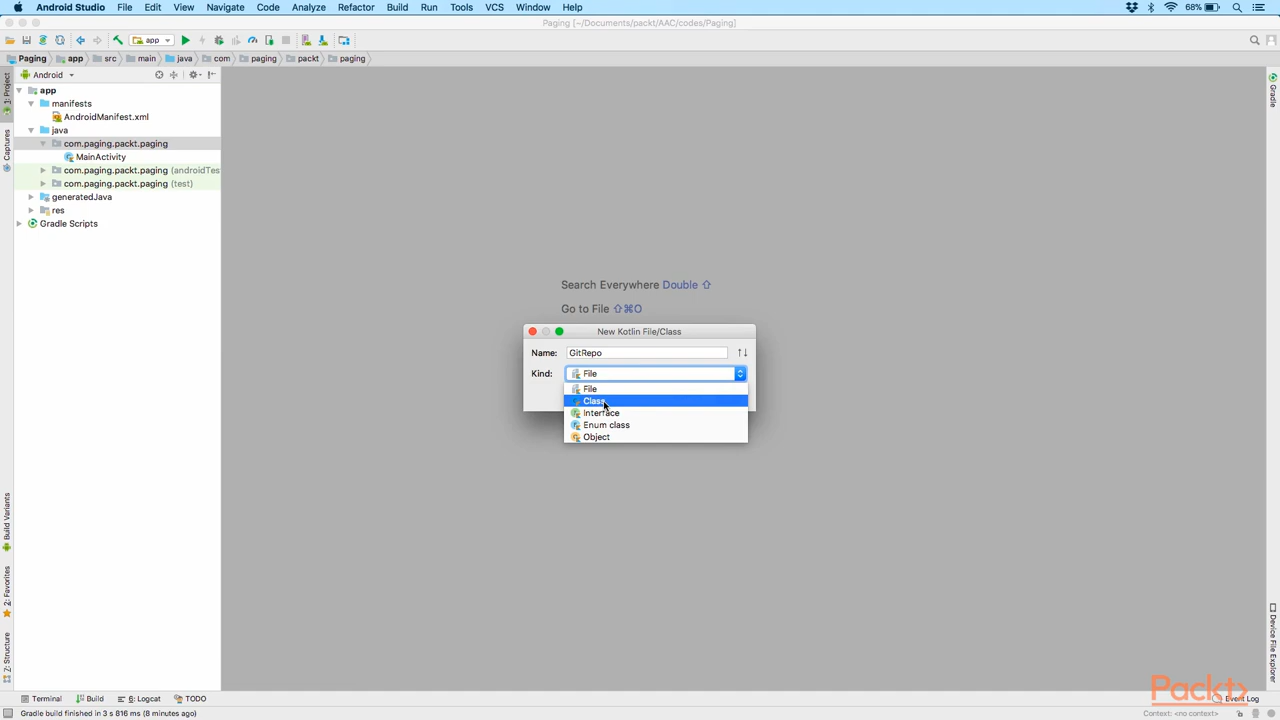 Android Studio File Edit View Navigate Code Analyze Refactor Build Run Tools VCS Window Help 68%
Paging [~/Documents/packt/AAC/codes/Paging]
app
Paging app src main java com paging packt paging
1: Project
Captures
Build Variants
2: Favorites
Z: Structure
Android
app
manifests
AndroidManifest.xml
java
com.paging.packt.paging
MainActivity
com.paging.packt.paging (androidTes
com.paging.packt.paging (test)
generatedJava
res
Gradle Scripts
Search Everywhere Double ⇧
Go to File ⇧⌘O
New Kotlin File/Class
Name: GitRepo
Kind: File
File
Class
Interface
Enum class
Object
Gradle
Device File Explorer
Packt>
Terminal Build 6: Logcat TODO Event Log
Gradle build finished in 3 s 816 ms (8 minutes ago) Context: <no context>